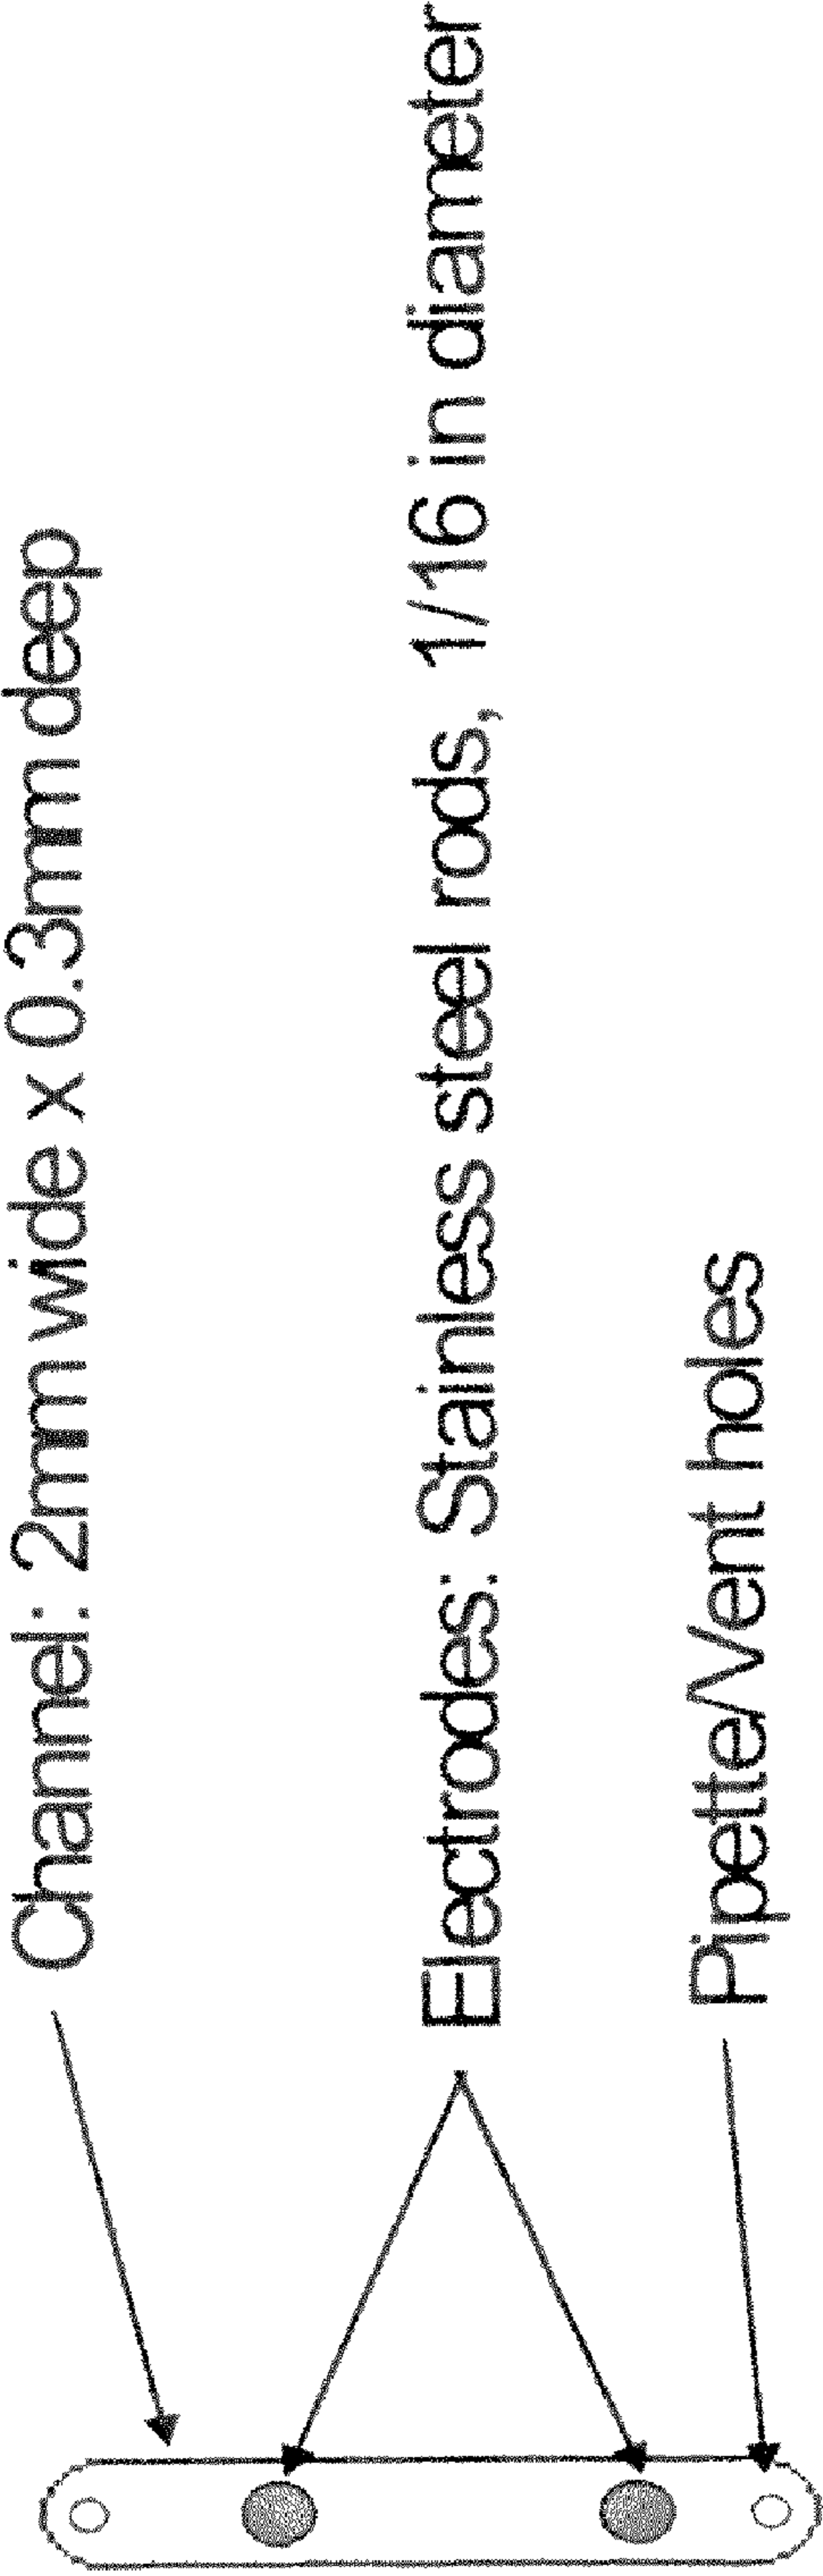 Channel: 2mm wide x 0.3mm deep
Electrodes: Stainless steel rods, 1/16 in diameter
Pipette/Vent holes